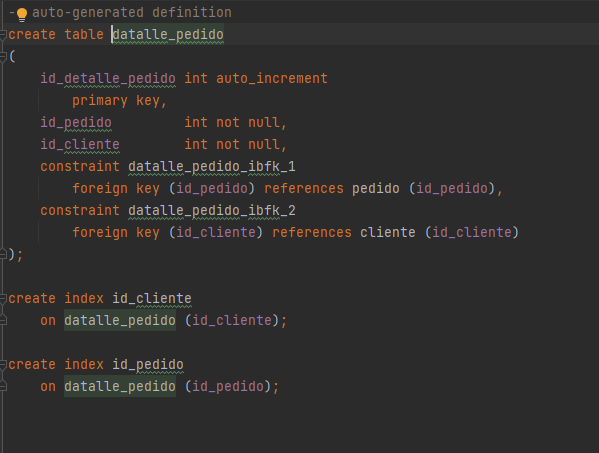 - auto-generated definition
create table datalle_pedido
(
    id_detalle_pedido int auto_increment
        primary key,
    id_pedido         int not null,
    id_cliente        int not null,
    constraint datalle_pedido_ibfk_1
        foreign key (id_pedido) references pedido (id_pedido),
    constraint datalle_pedido_ibfk_2
        foreign key (id_cliente) references cliente (id_cliente)
);
create index id_cliente
    on datalle_pedido (id_cliente);
create index id_pedido
    on datalle_pedido (id_pedido);